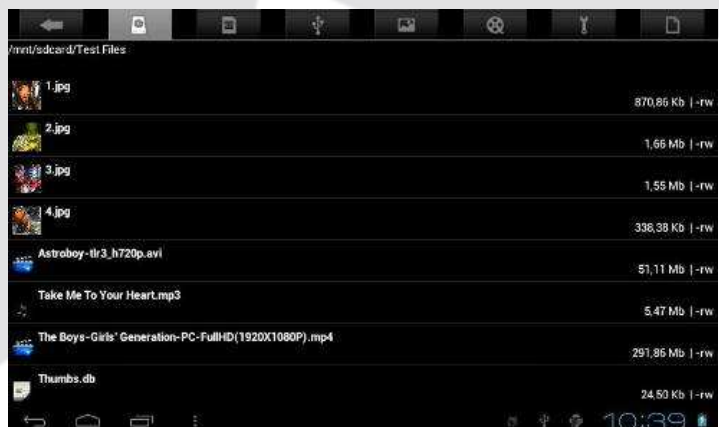 /mnt/sdcard/Test Files
1.jpg
870,86 Kb | -rw
2.jpg
1,66 Mb | -rw
3.jpg
1,55 Mb | -rw
4.jpg
338,38 Kb | -rw
Astroboy-tlr3_h720p.avi
51,11 Mb | -rw
Take Me To Your Heart.mp3
5,47 Mb | -rw
The Boys-Girls' Generation-PC-FullHD(1920X1080P).mp4
291,86 Mb | -rw
Thumbs.db
24,50 Kb | -rw
10:39